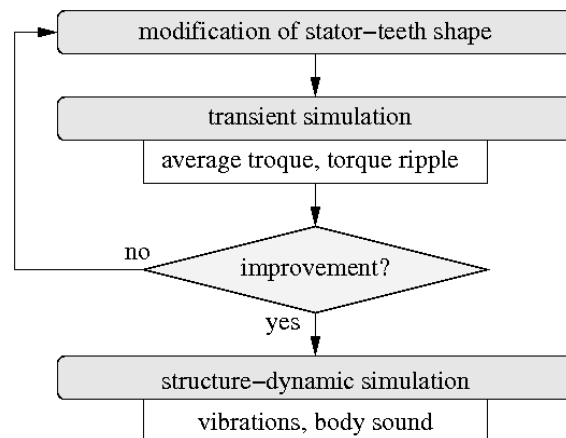 modification of stator-teeth shape
transient simulation
average troque, torque ripple
no
improvement?
yes
structure-dynamic simulation
vibrations, body sound